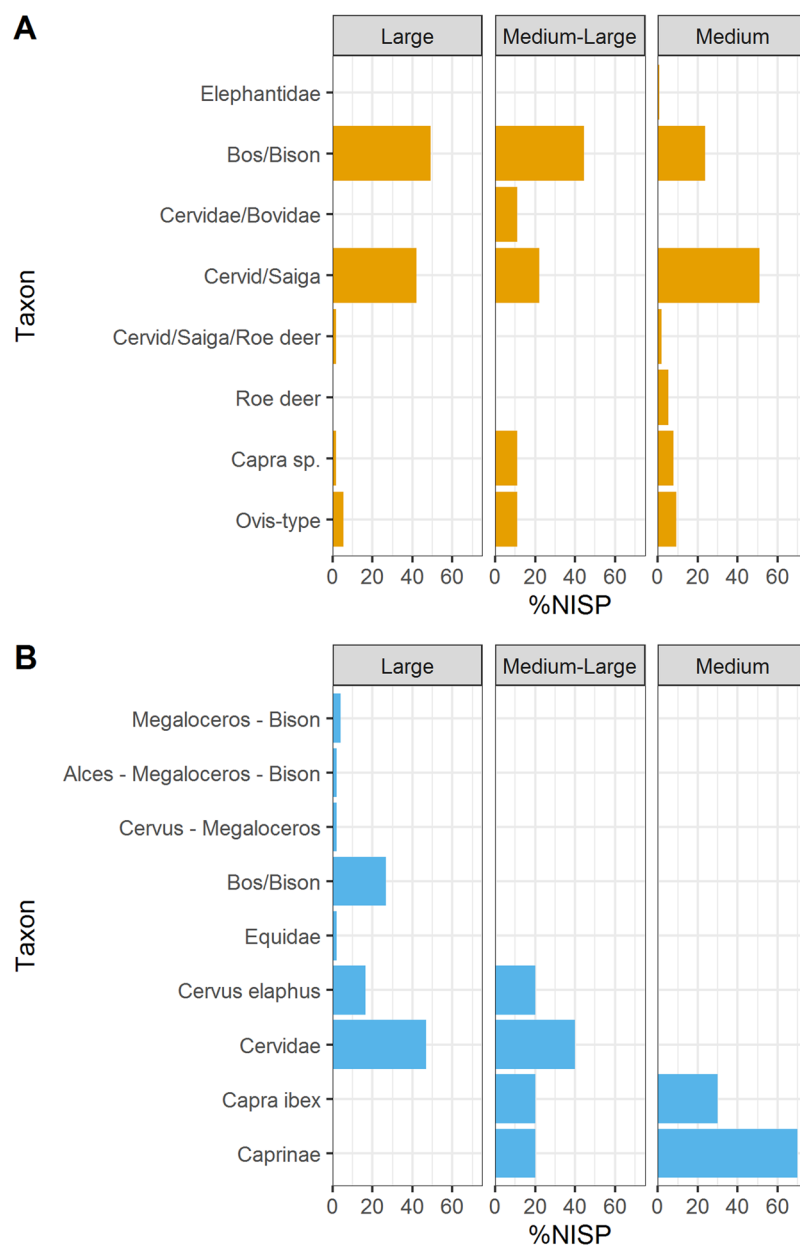 A
Large Medium-Large Medium
Elephantidae
Bos/Bison
Cervidae/Bovidae
Cervid/Saiga
Cervid/Saiga/Roe deer
Roe deer
Capra sp.
Ovis-type
Taxon
0 20 40 60 0 20 40 60 0 20 40 60
%NISP
B
Large Medium-Large Medium
Megaloceros - Bison
Alces - Megaloceros - Bison
Cervus - Megaloceros
Bos/Bison
Equidae
Cervus elaphus
Cervidae
Capra ibex
Caprinae
Taxon
0 20 40 60 0 20 40 60 0 20 40 60
%NISP